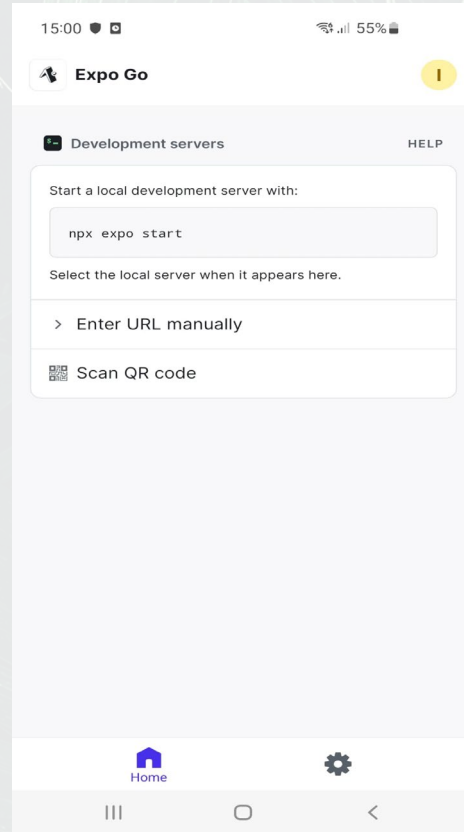 15:00 55%
Expo Go I
Development servers HELP
Start a local development server with:
npx expo start
Select the local server when it appears here.
> Enter URL manually
Scan QR code
Home